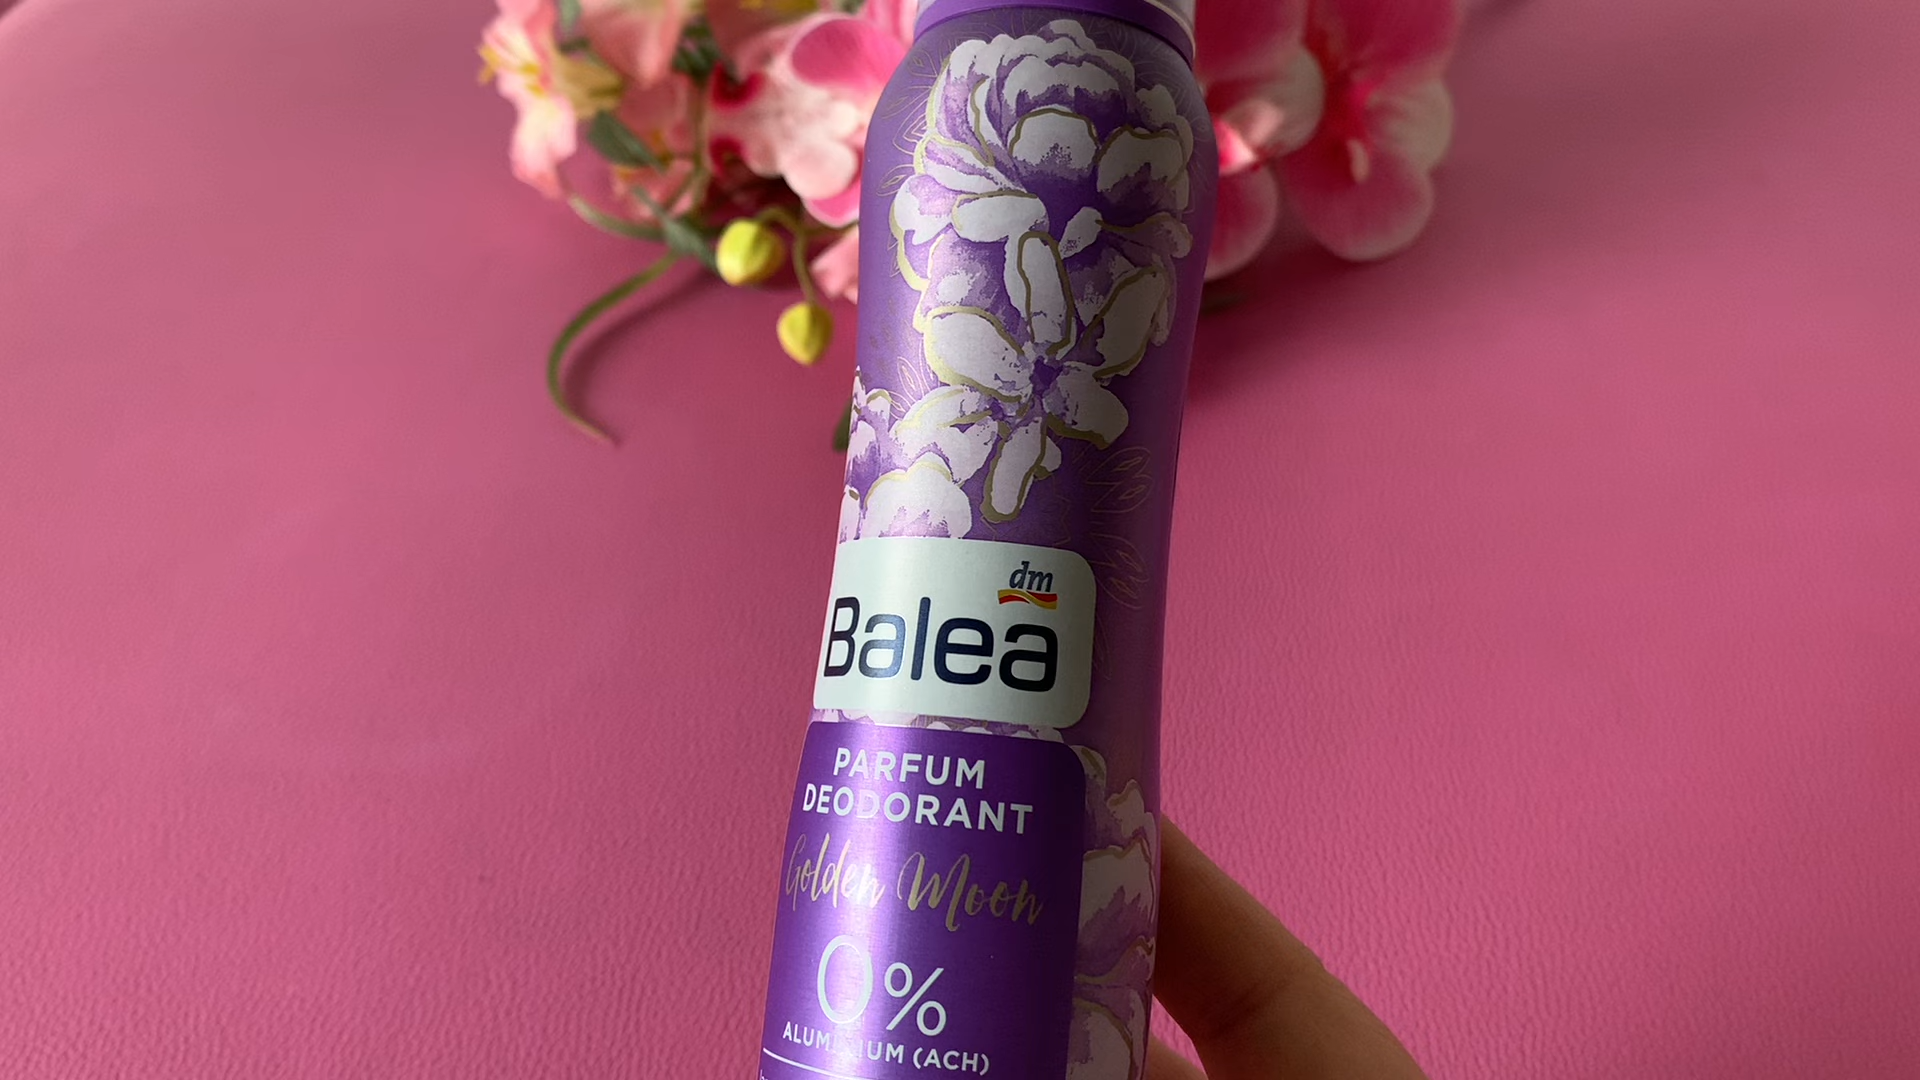 dm
Balea
PARFUM
DEODORANT
Golden Moon
0%
ALUMINIUM (ACH)